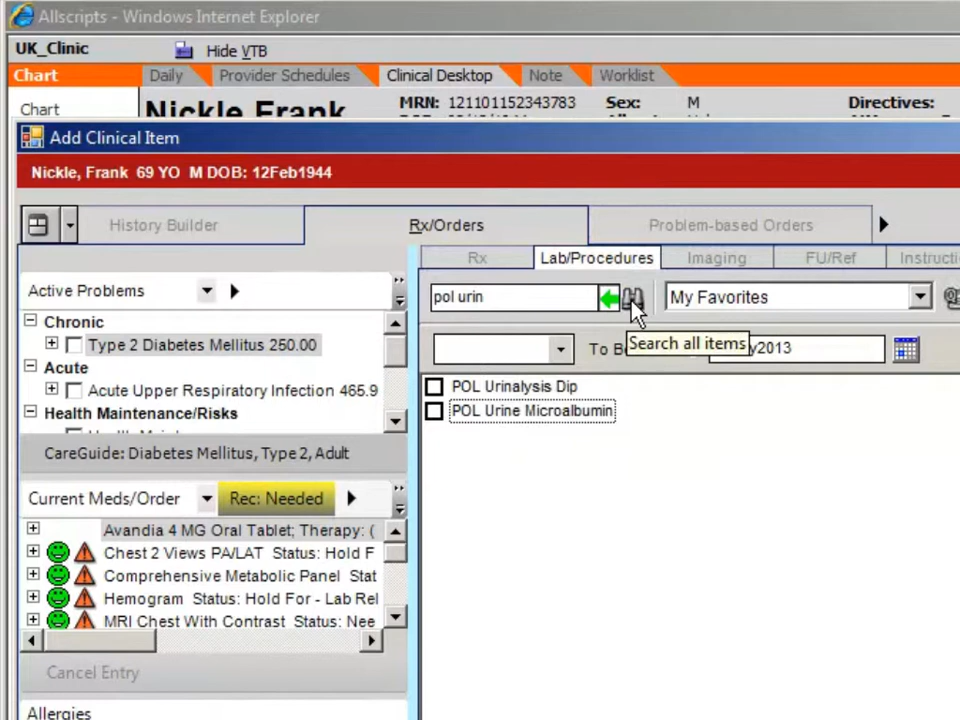 Allscripts - Windows Internet Explorer
UK_Clinic Hide VTB
Chart Daily Provider Schedules Clinical Desktop Note Worklist
Chart Nickle Frank MRN: 121101152343783 Sex: M Directives:
Add Clinical Item
Nickle, Frank 69 YO M DOB: 12Feb1944
History Builder Rx/Orders Problem-based Orders
Rx Lab/Procedures Imaging FU/Ref Instructi
Active Problems pol urin My Favorites
Chronic
Type 2 Diabetes Mellitus 250.00
Search all items
To B y2013
Acute
Acute Upper Respiratory Infection 465.9
Health Maintenance/Risks
POL Urinalysis Dip
POL Urine Microalbumin
CareGuide: Diabetes Mellitus, Type 2, Adult
Current Meds/Order Rec: Needed
Avandia 4 MG Oral Tablet; Therapy: (
Chest 2 Views PA/LAT Status: Hold F
Comprehensive Metabolic Panel Stat
Hemogram Status: Hold For - Lab Rel
MRI Chest With Contrast Status: Nee
Cancel Entry
Allergies